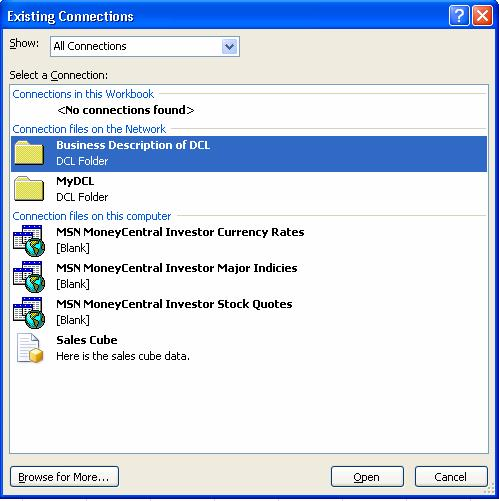 Existing Connections
Show: All Connections
Select a Connection:
Connections in this Workbook
<No connections found>
Connection files on the Network
Business Description of DCL
DCL Folder
MyDCL
DCL Folder
Connection files on this computer
MSN MoneyCentral Investor Currency Rates
[Blank]
MSN MoneyCentral Investor Major Indicies
[Blank]
MSN MoneyCentral Investor Stock Quotes
[Blank]
Sales Cube
Here is the sales cube data.
Browse for More... Open Cancel